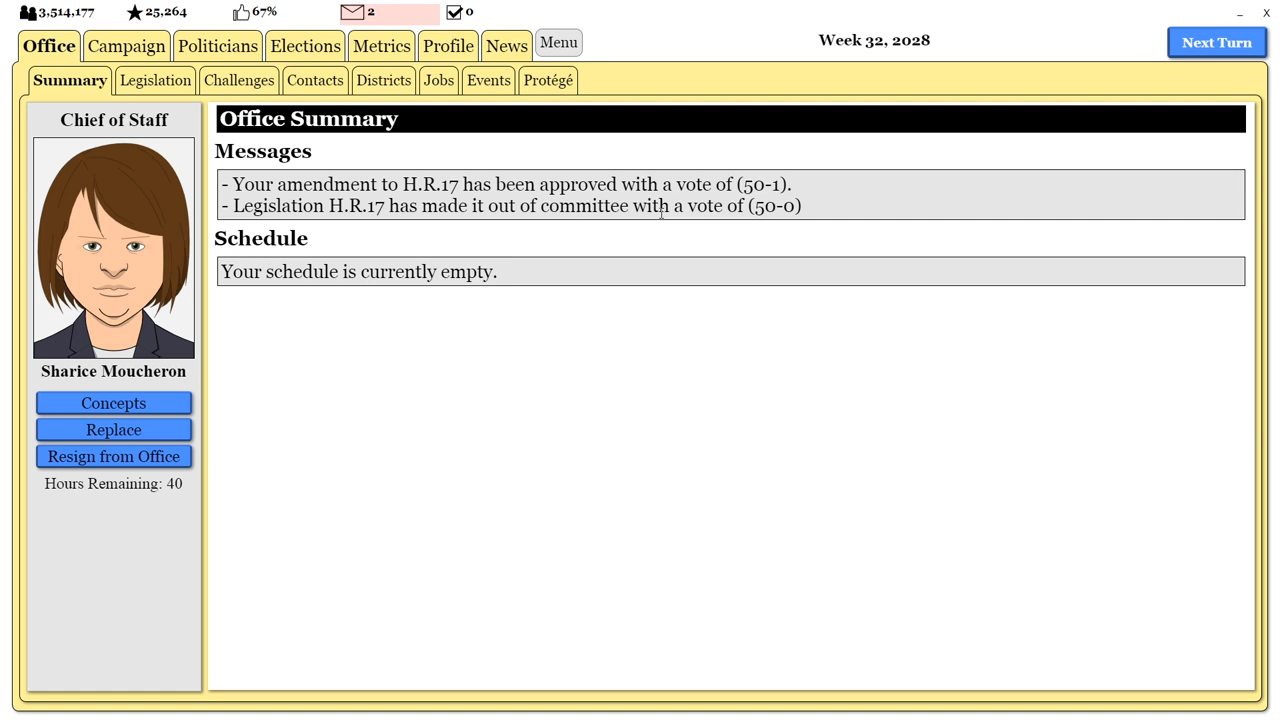 3,514,177 25,264 67% 2 0 _ X
Office Campaign Politicians Elections Metrics Profile News Menu Week 32, 2028 Next Turn
Summary Legislation Challenges Contacts Districts Jobs Events Protégé
Chief of Staff
Sharice Moucheron
Concepts
Replace
Resign from Office
Hours Remaining: 40
Office Summary
Messages
- Your amendment to H.R.17 has been approved with a vote of (50-1).
- Legislation H.R.17 has made it out of committee with a vote of (50-0)
Schedule
Your schedule is currently empty.